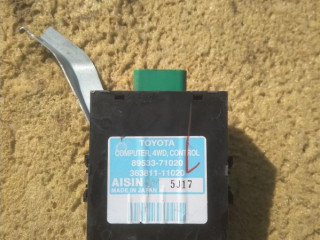 TOYOTA
COMPUTER, 4WD, CONTROL
89533-71020
383811-11020
AISIN
5J17
MADE IN JAPAN